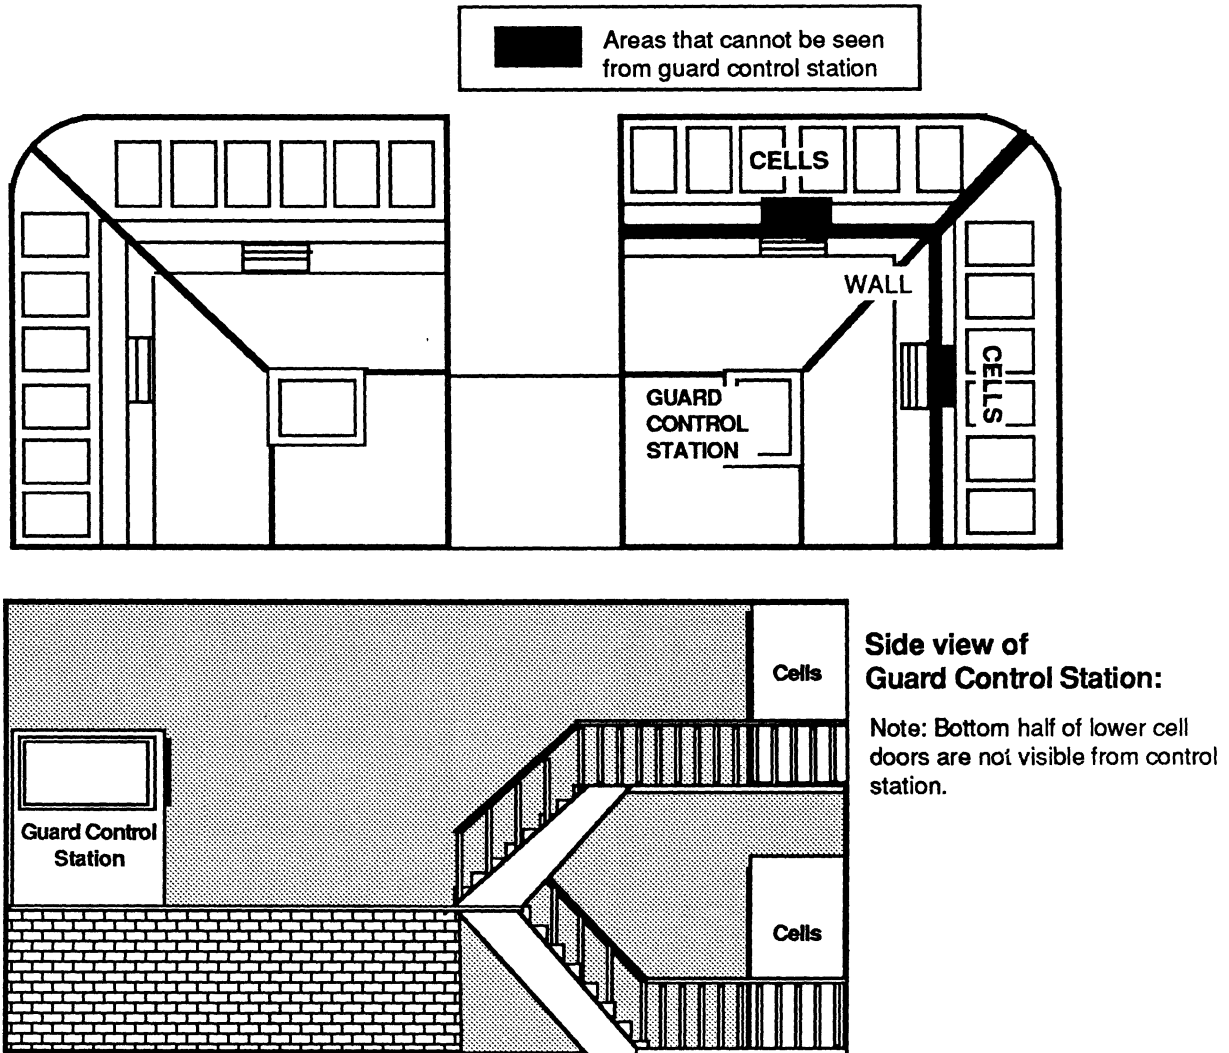 Areas that cannot be seen
from guard control station
CELLS
WALL
CELLS
GUARD
CONTROL
STATION
Side view of
Guard Control Station:
Cells
Note: Bottom half of lower cell
doors are not visible from control
station.
Guard Control
Station
Cells